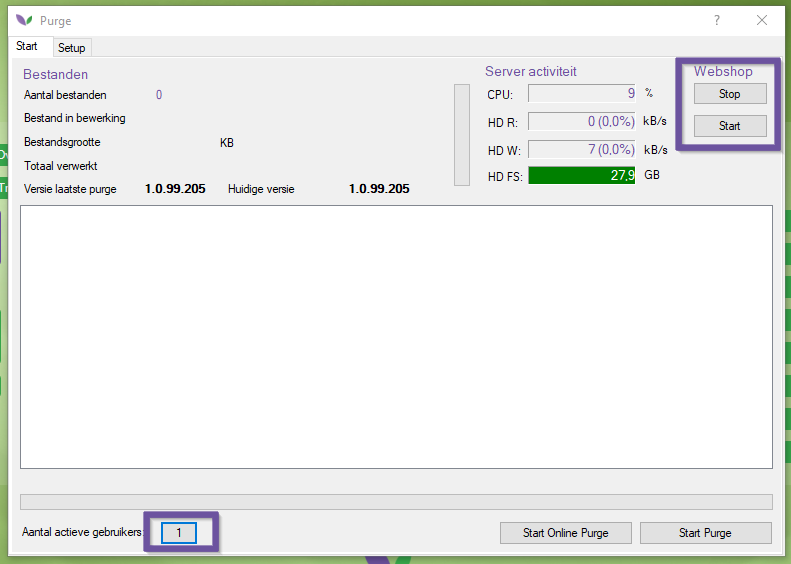 Purge
?
Start Setup
Bestanden
Aantal bestanden 0
Bestand in bewerking
Bestandsgrootte KB
Totaal verwerkt
Versie laatste purge 1.0.99.205 Huidige versie 1.0.99.205
Server activiteit
CPU: 9 %
HD R: 0 (0,0%) kB/s
HD W: 7 (0,0%) kB/s
HD FS: 27,9 GB
Webshop
Stop
Start
Aantal actieve gebruikers: 1
Start Online Purge Start Purge